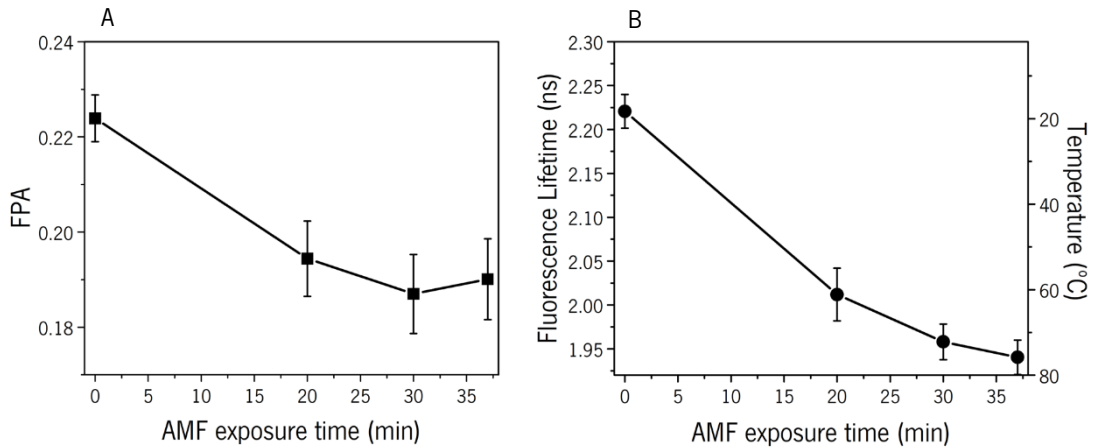 A
0.24
0.22
0.20
0.18
FPA
0 5 10 15 20 25 30 35
AMF exposure time (min)
B
2.30
2.25
2.20
2.15
2.10
2.05
2.00
1.95
Fluorescence Lifetime (ns)
0 5 10 15 20 25 30 35
AMF exposure time (min)
20
40
60
80
Temperature (°C)